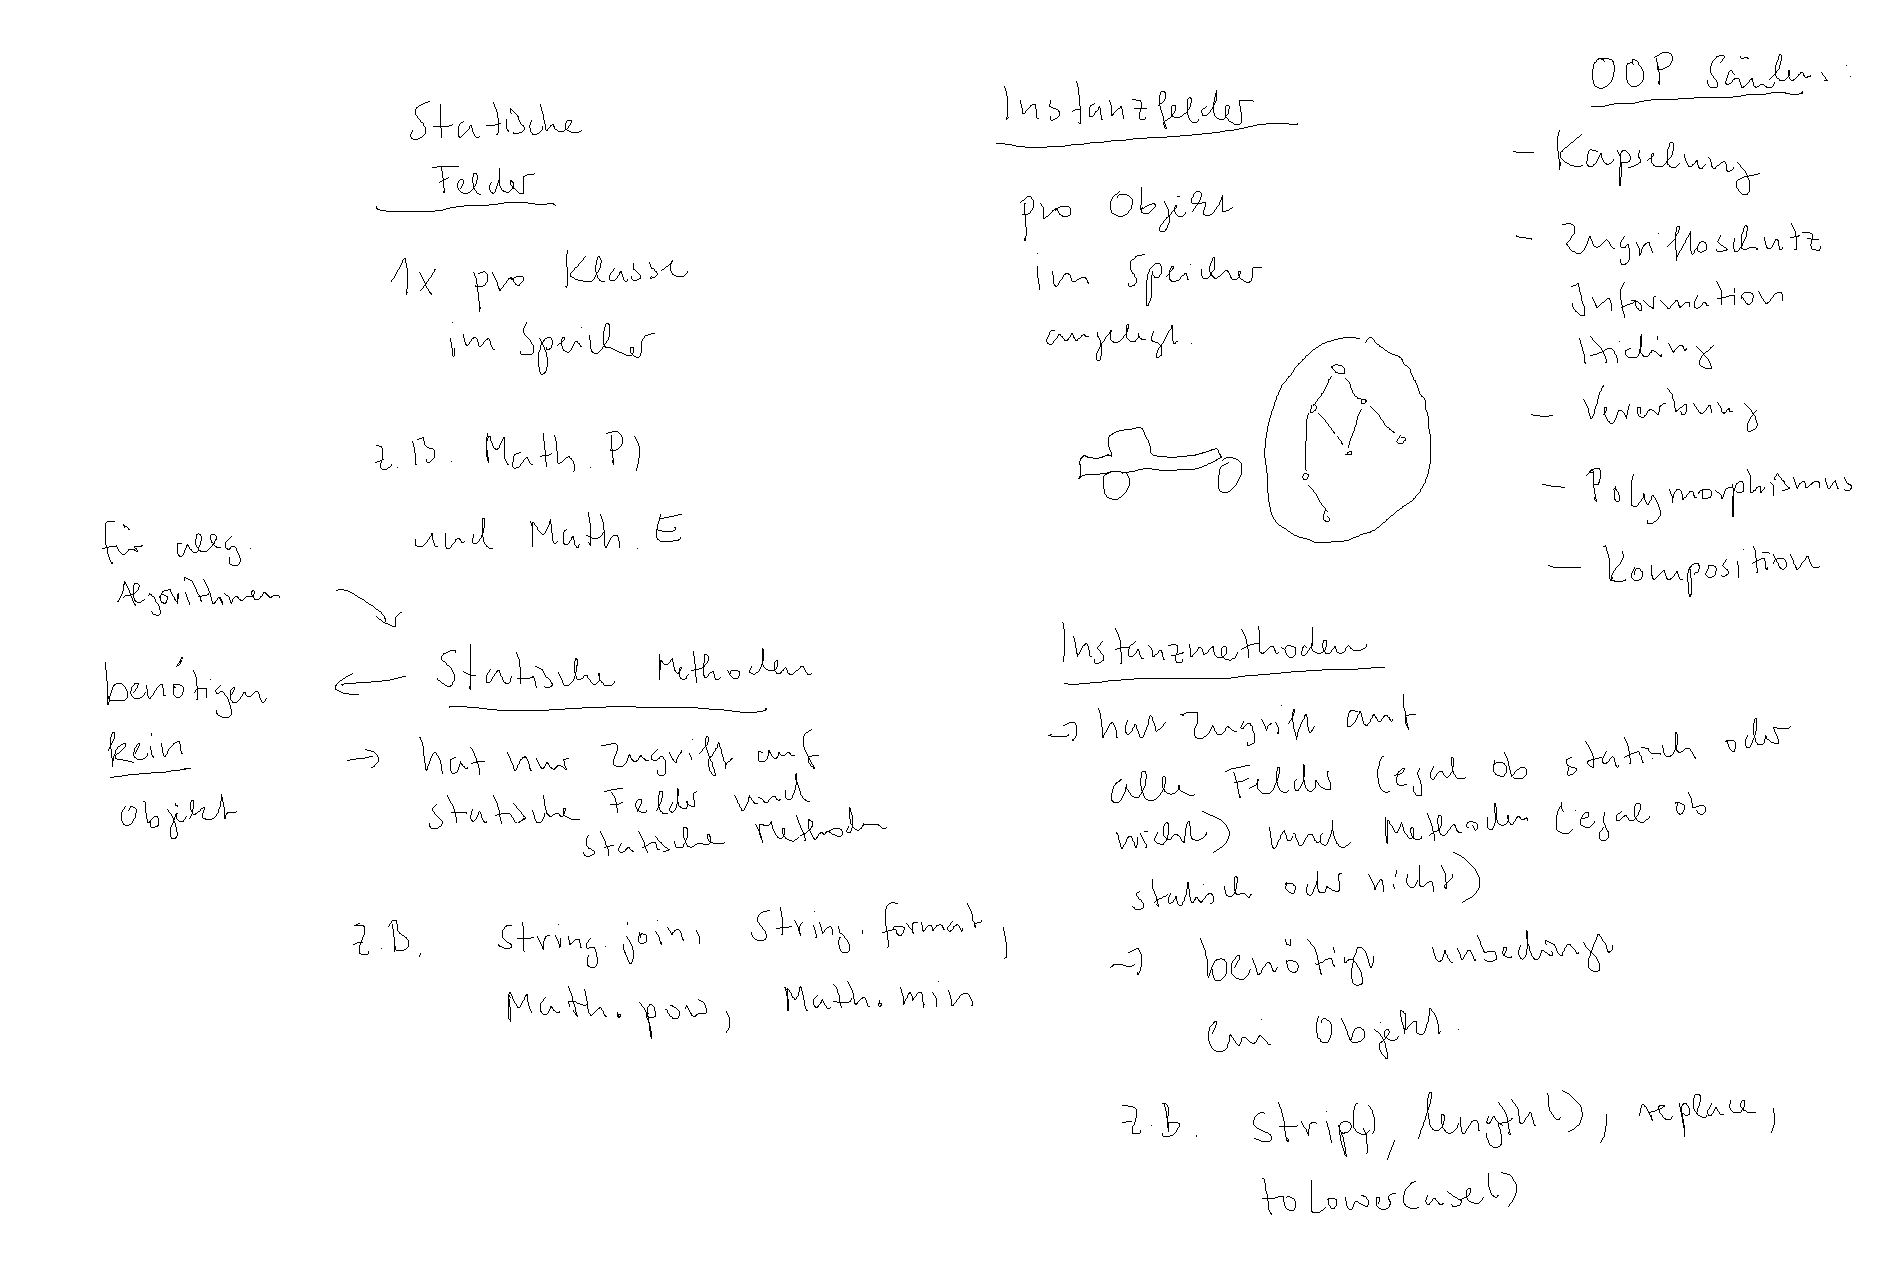 Statische
Felder
1x pro Klasse
im Speicher
z.B. Math.PI
und Math.E
für allg.
Algorithmen
Statische Methoden
benötigen
kein
Objekt
→ hat nur Zugriff auf
statische Felder und
statische Methoden
z.B. String.join, String.format,
Math.pow, Math.min
Instanzfelder
pro Objekt
im Speicher
angelegt.
OOP Säulen:
- Kapselung
- Zugriffsschutz
Information
Hiding
- Vererbung
- Polymorphismus
- Komposition
Instanzmethoden
→ hat Zugriff auf
alle Felder (egal ob statisch oder
nicht) und Methoden (egal ob
statisch oder nicht)
→ benötigt unbedingt
ein Objekt.
z.B. strip(), length(), replace,
toLowerCase()